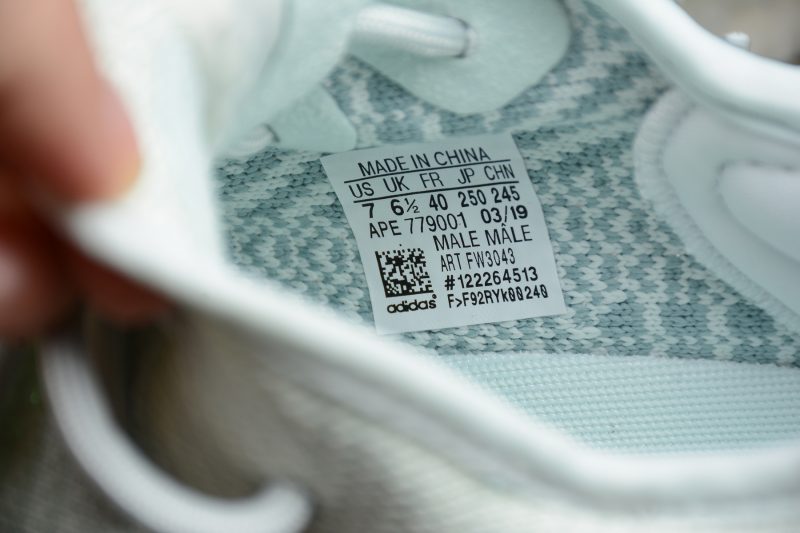 MADE IN CHINA
US UK FR JP CHN
7 6½ 40 250 245
APE 779001 03/19
MALE MÂLE
ART FW3043
#122264513
adidas® F>F92RYk00240